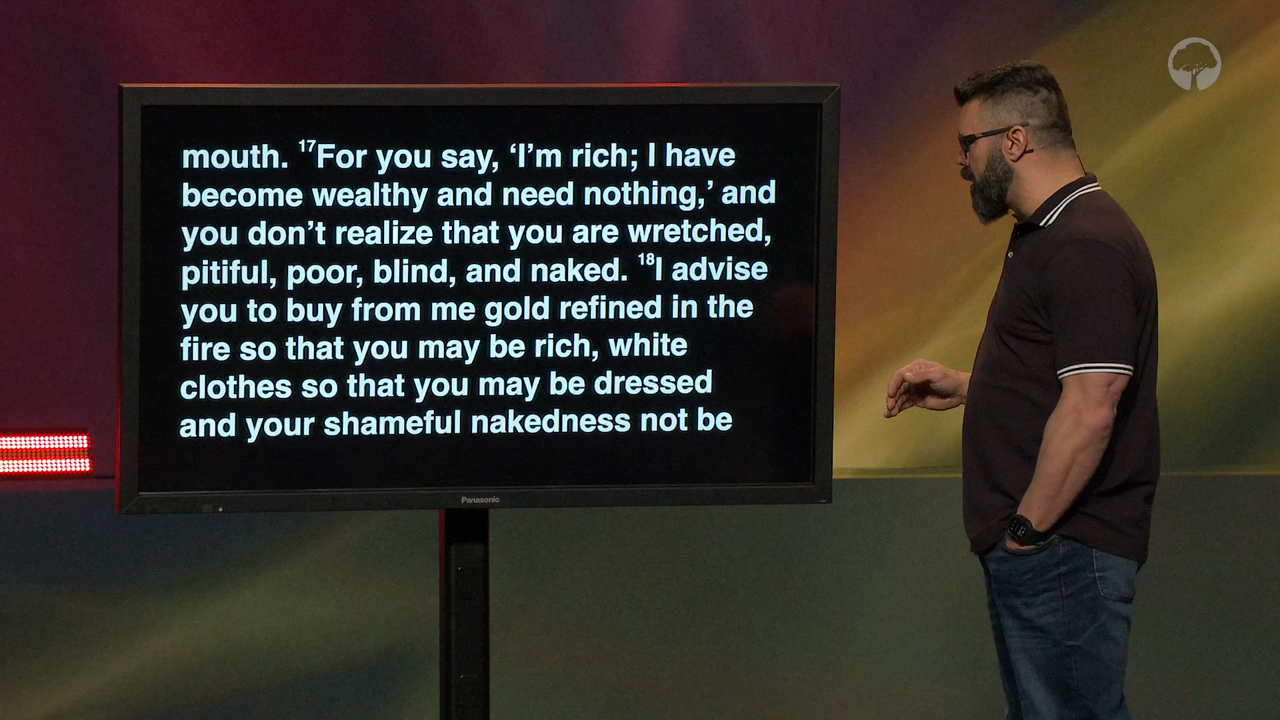 mouth. ¹⁷For you say, ‘I’m rich; I have
become wealthy and need nothing,’ and
you don’t realize that you are wretched,
pitiful, poor, blind, and naked. ¹⁸I advise
you to buy from me gold refined in the
fire so that you may be rich, white
clothes so that you may be dressed
and your shameful nakedness not be
Panasonic